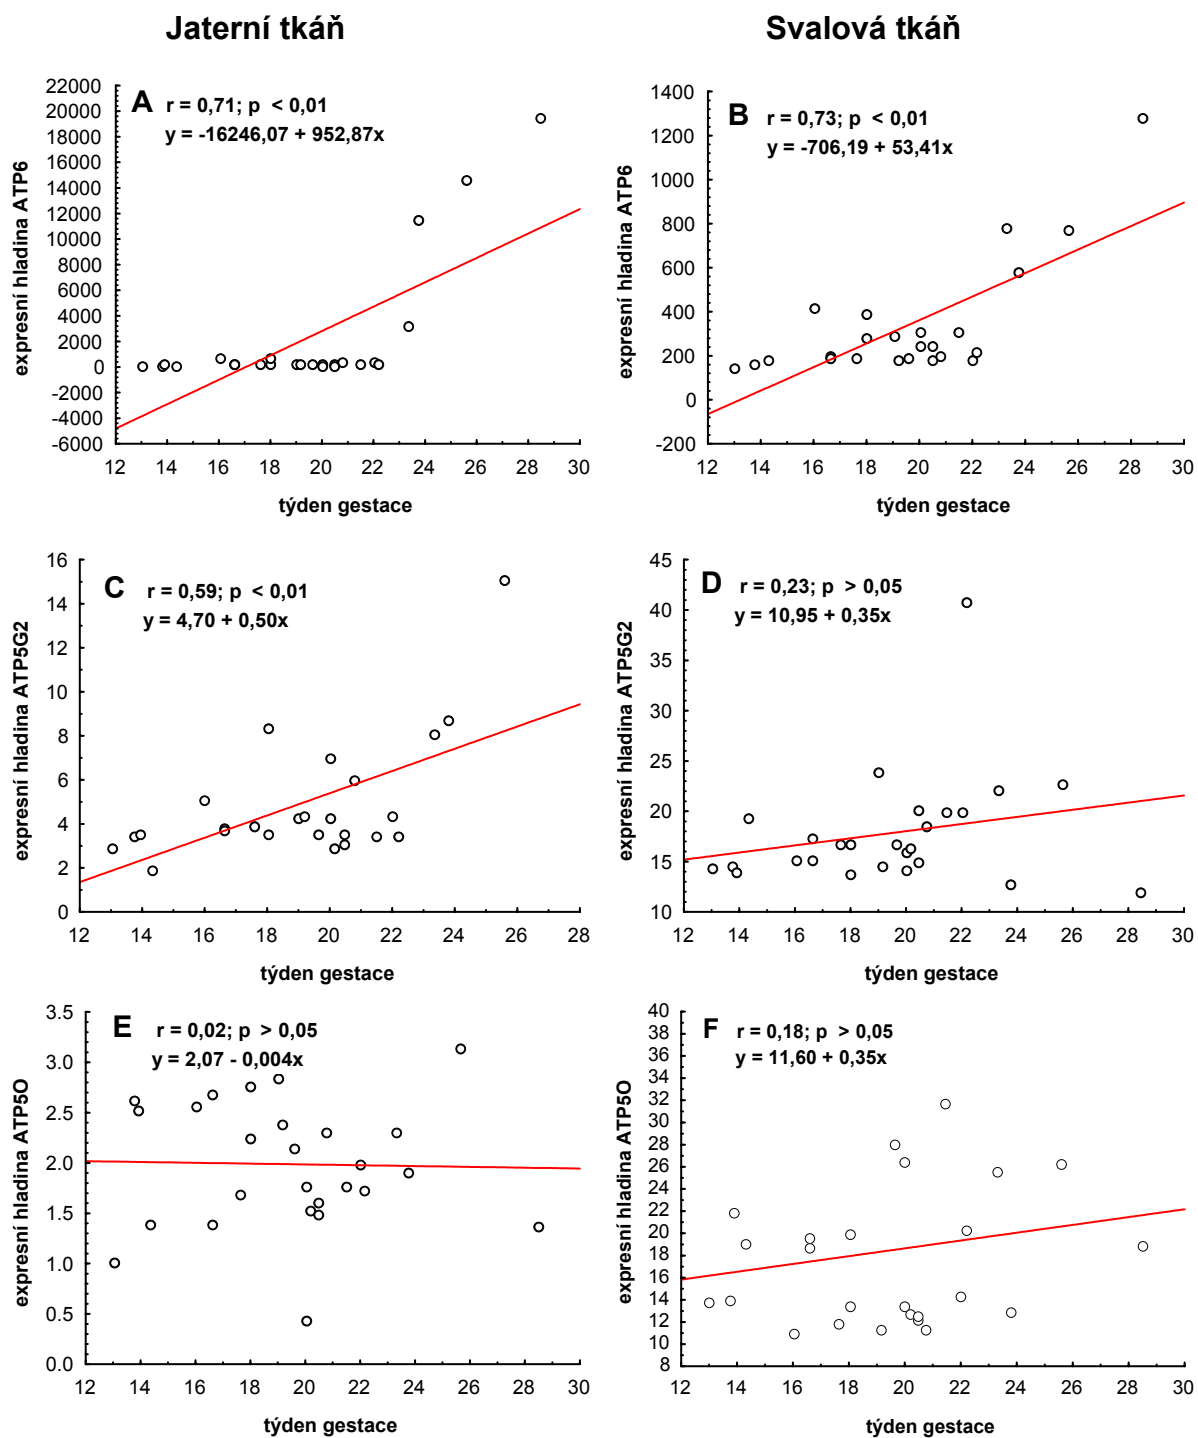 Jaterní tkáň
Svalová tkáň
A
r = 0,71; p < 0,01
y = -16246,07 + 952,87x
expresní hladina ATP6
22000
20000
18000
16000
14000
12000
10000
8000
6000
4000
2000
0
-2000
-4000
-6000
12 14 16 18 20 22 24 26 28 30
týden gestace
B
r = 0,73; p < 0,01
y = -706,19 + 53,41x
expresní hladina ATP6
1400
1200
1000
800
600
400
200
0
-200
12 14 16 18 20 22 24 26 28 30
týden gestace
C
r = 0,59; p < 0,01
y = 4,70 + 0,50x
expresní hladina ATP5G2
16
14
12
10
8
6
4
2
0
12 14 16 18 20 22 24 26 28
týden gestace
D
r = 0,23; p > 0,05
y = 10,95 + 0,35x
expresní hladina ATP5G2
45
40
35
30
25
20
15
10
12 14 16 18 20 22 24 26 28 30
týden gestace
E
r = 0,02; p > 0,05
y = 2,07 - 0,004x
expresní hladina ATP5O
3.5
3.0
2.5
2.0
1.5
1.0
0.5
0.0
12 14 16 18 20 22 24 26 28 30
týden gestace
F
r = 0,18; p > 0,05
y = 11,60 + 0,35x
expresní hladina ATP5O
40
38
36
34
32
30
28
26
24
22
20
18
16
14
12
10
8
12 14 16 18 20 22 24 26 28 30
týden gestace